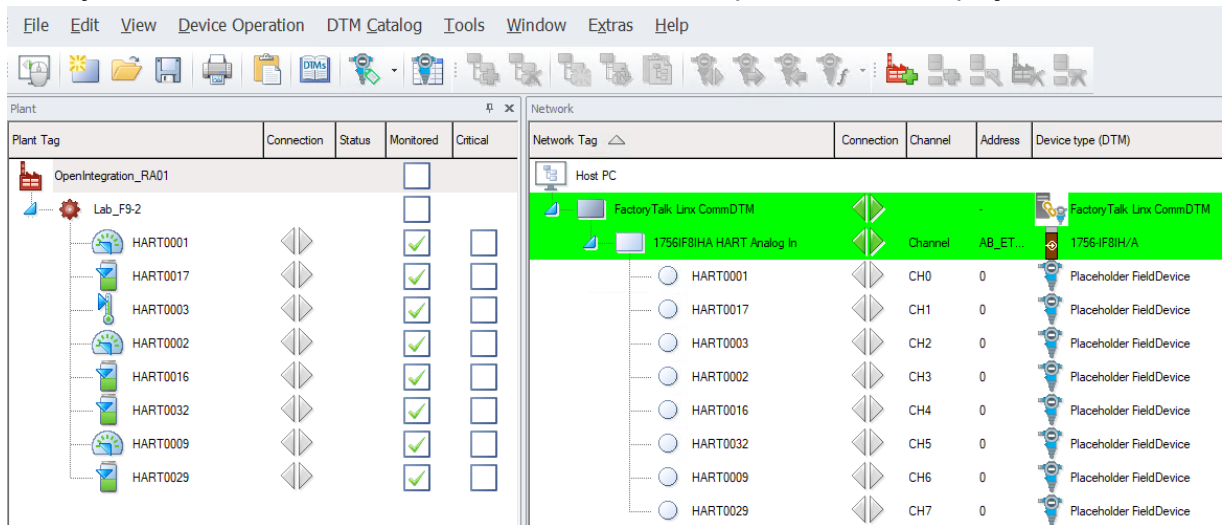 File Edit View Device Operation DTM Catalog Tools Window Extras Help
DTMs
Plant
Plant Tag Connection Status Monitored Critical
OpenIntegration_RA01
Lab_F9-2
HART0001
HART0017
HART0003
HART0002
HART0016
HART0032
HART0009
HART0029
Network
Network Tag Connection Channel Address Device type (DTM)
Host PC
FactoryTalk Linx CommDTM - FactoryTalk Linx CommDTM
1756IF8IHA HART Analog In Channel AB_ET... 1756-IF8IH/A
HART0001 CH0 0 Placeholder FieldDevice
HART0017 CH1 0 Placeholder FieldDevice
HART0003 CH2 0 Placeholder FieldDevice
HART0002 CH3 0 Placeholder FieldDevice
HART0016 CH4 0 Placeholder FieldDevice
HART0032 CH5 0 Placeholder FieldDevice
HART0009 CH6 0 Placeholder FieldDevice
HART0029 CH7 0 Placeholder FieldDevice